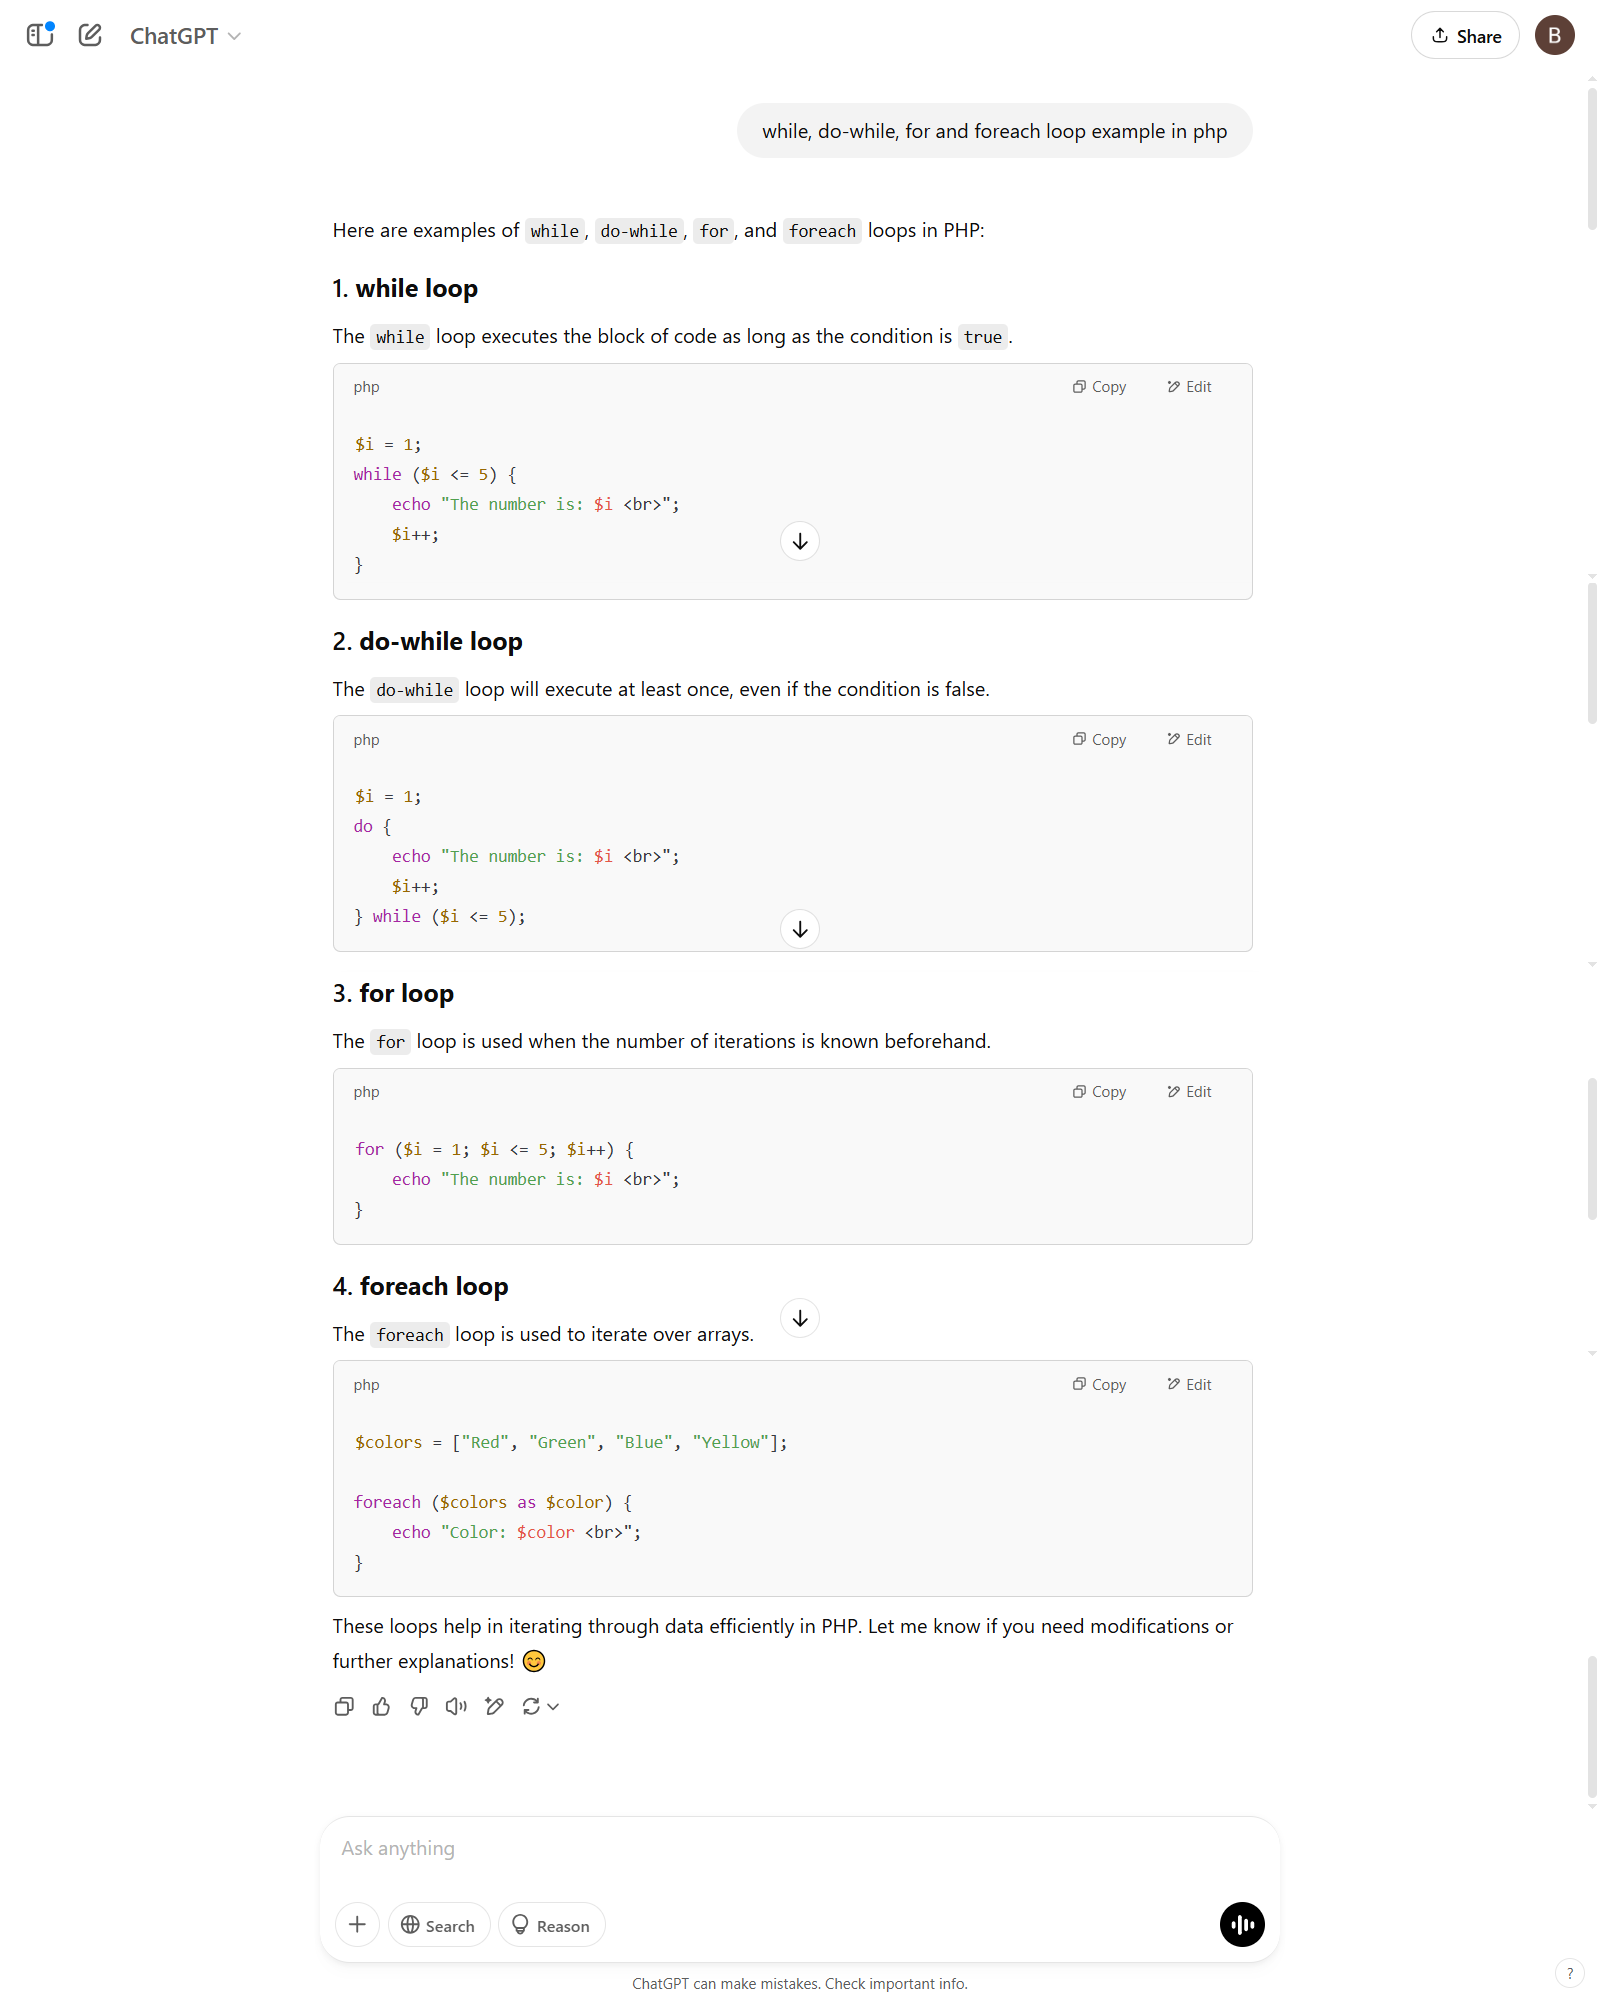 ChatGPT
Share
B
while, do-while, for and foreach loop example in php
Here are examples of while, do-while, for, and foreach loops in PHP:
1. while loop
The while loop executes the block of code as long as the condition is true.
php Copy Edit
$i = 1;
while ($i <= 5) {
    echo "The number is: $i <br>";
    $i++;
}
2. do-while loop
The do-while loop will execute at least once, even if the condition is false.
php Copy Edit
$i = 1;
do {
    echo "The number is: $i <br>";
    $i++;
} while ($i <= 5);
3. for loop
The for loop is used when the number of iterations is known beforehand.
php Copy Edit
for ($i = 1; $i <= 5; $i++) {
    echo "The number is: $i <br>";
}
4. foreach loop
The foreach loop is used to iterate over arrays.
php Copy Edit
$colors = ["Red", "Green", "Blue", "Yellow"];
foreach ($colors as $color) {
    echo "Color: $color <br>";
}
These loops help in iterating through data efficiently in PHP. Let me know if you need modifications or
further explanations! 😊
Ask anything
Search Reason
ChatGPT can make mistakes. Check important info.
?